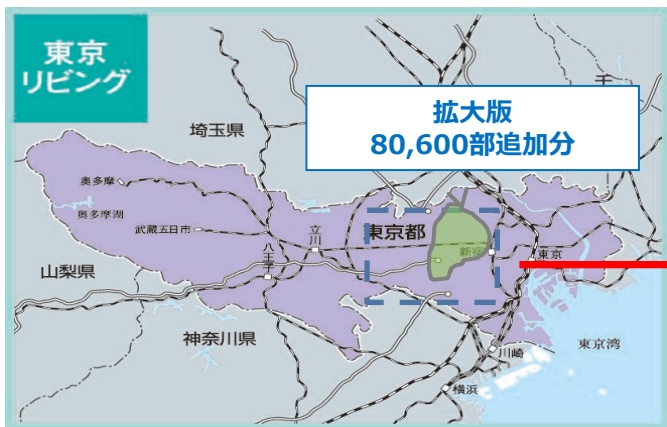 東京
リビング
拡大版
80,600部追加分
千
埼玉県
奥多摩
奥多摩湖
武蔵五日市
立川
八王子
東京都
新宿
東京
山梨県
神奈川県
川崎
東京湾
横浜